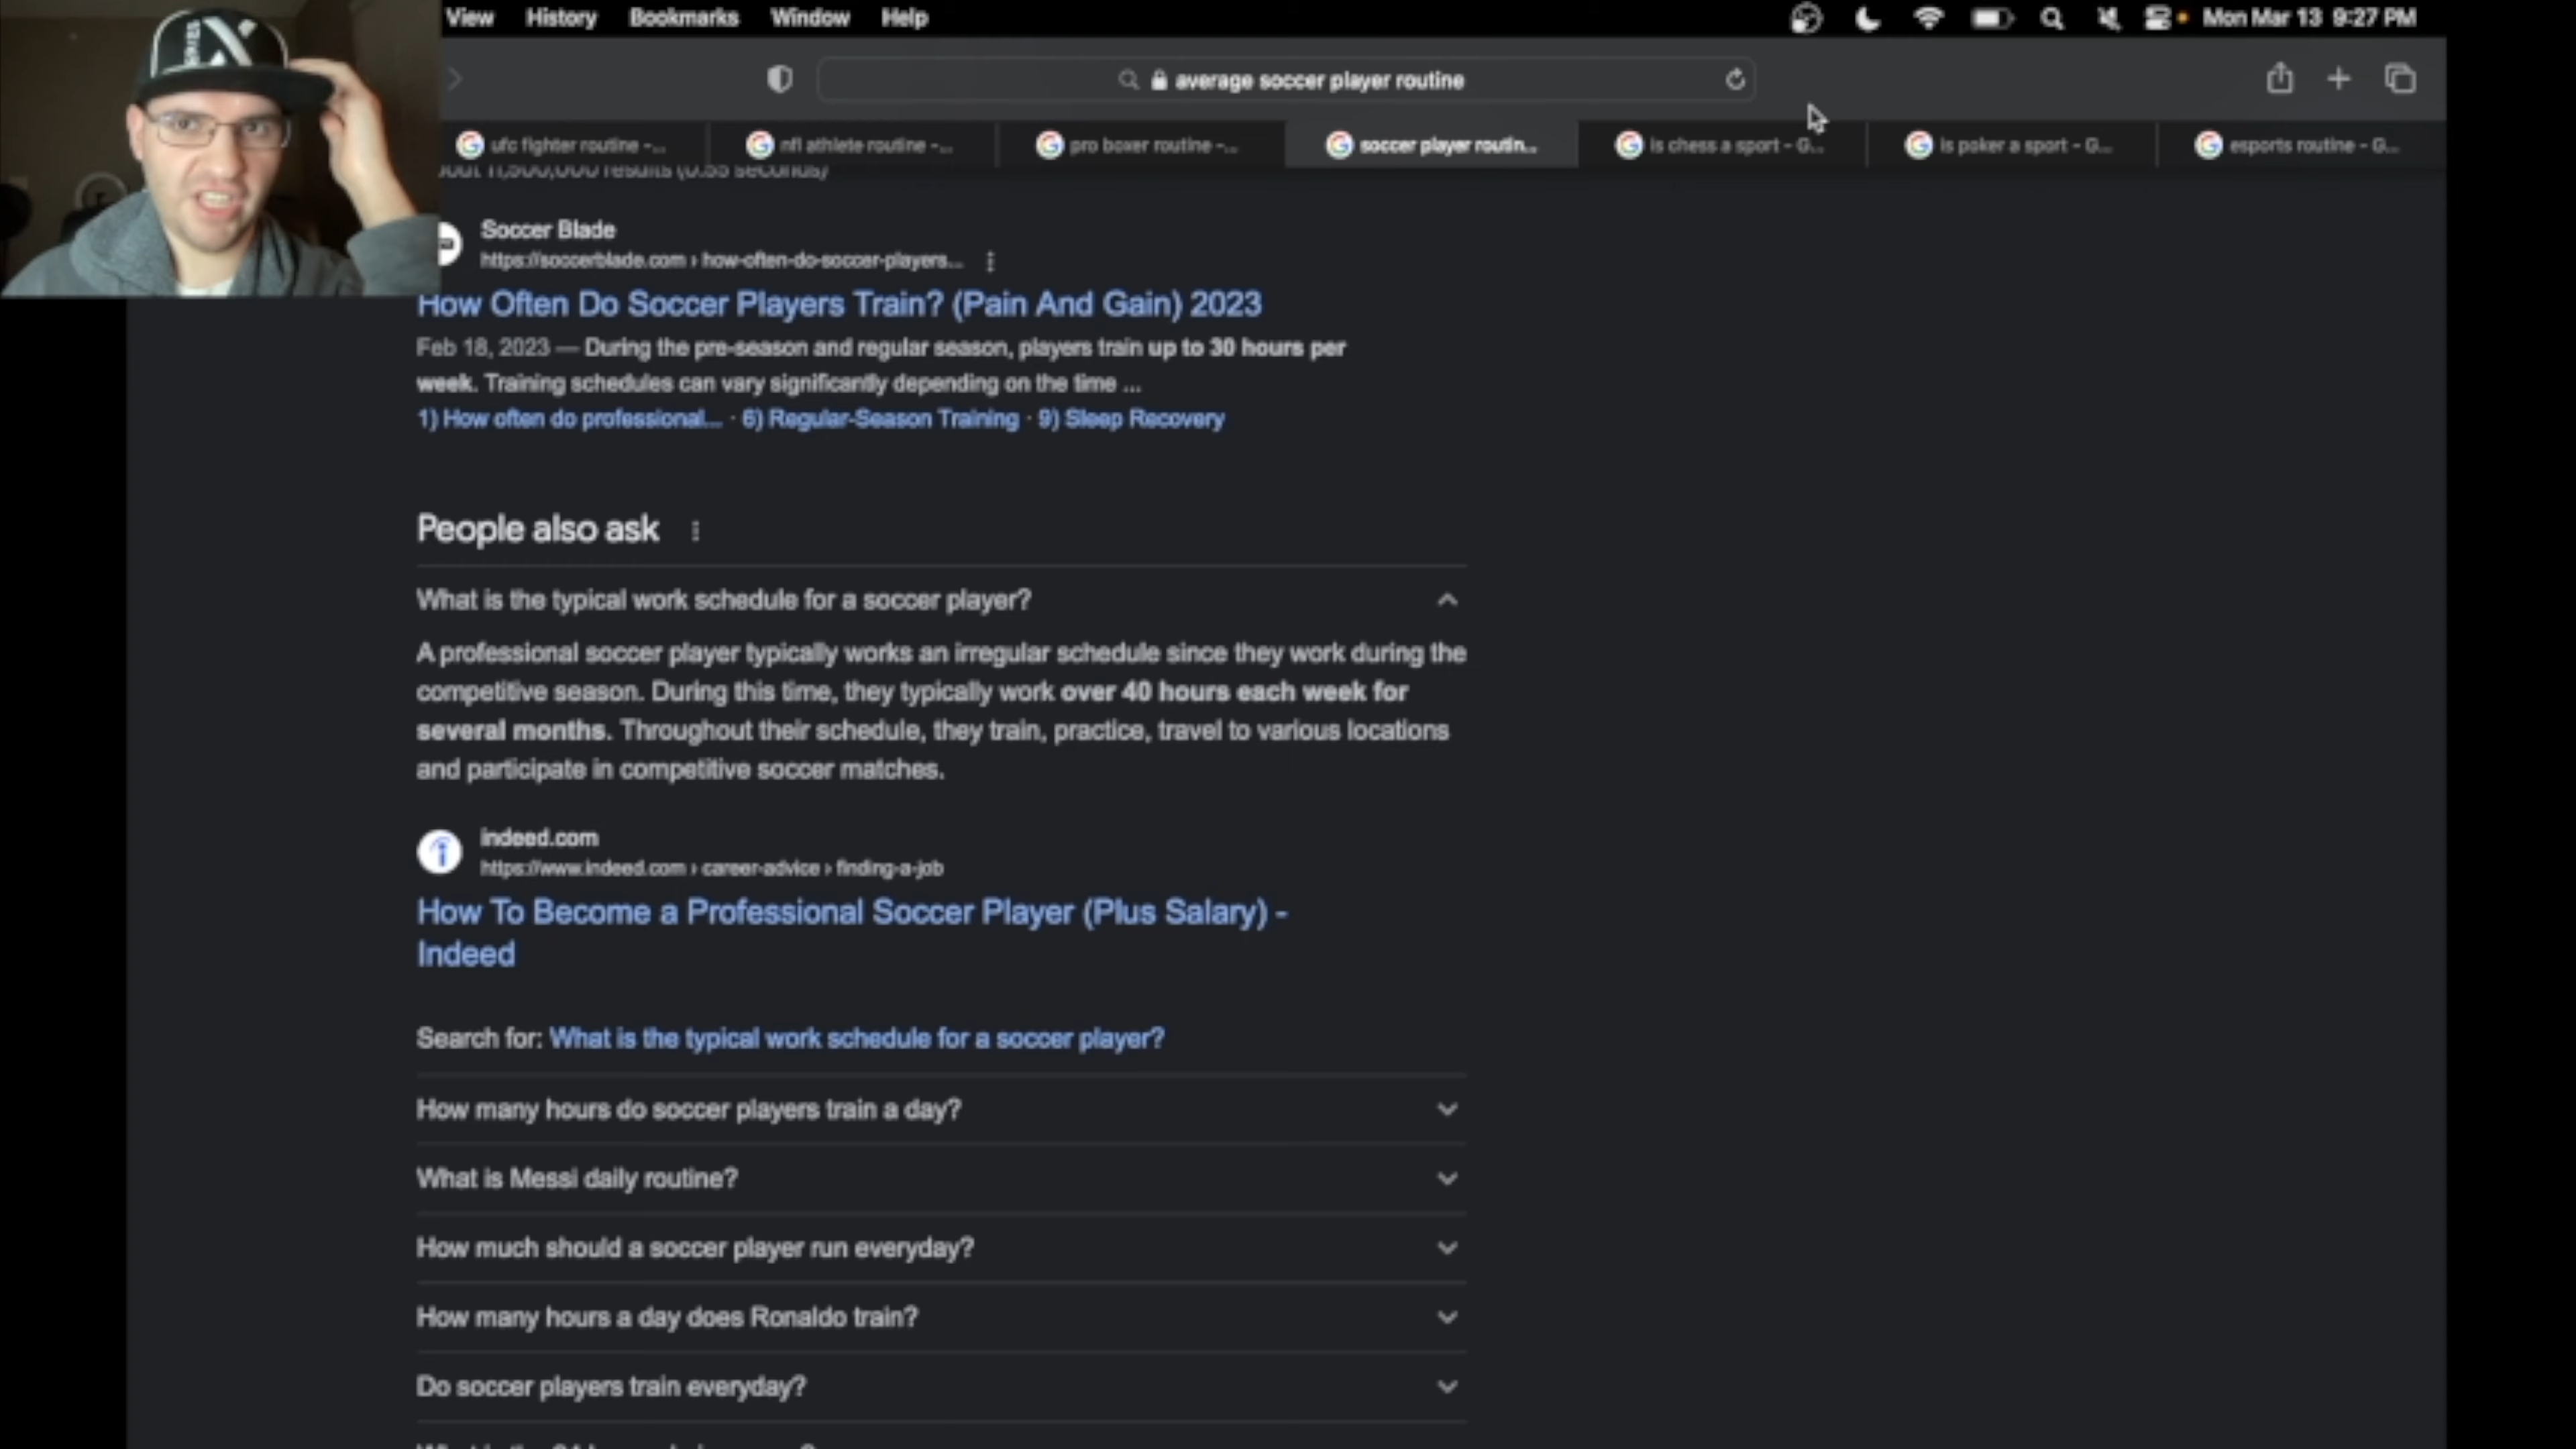 View History Bookmarks Window Help Mon Mar 13 9:27 PM
average soccer player routine
ufc fighter routine -... nfl athlete routine -... pro boxer routine -... soccer player routin... is chess a sport - G... is poker a sport - G... esports routine - G...
out 11,500,000 results (0.55 seconds)
SERIES X
Soccer Blade
https://soccerblade.com › how-often-do-soccer-players...
How Often Do Soccer Players Train? (Pain And Gain) 2023
Feb 18, 2023 — During the pre-season and regular season, players train up to 30 hours per
week. Training schedules can vary significantly depending on the time ...
1) How often do professional... · 6) Regular-Season Training · 9) Sleep Recovery
People also ask
What is the typical work schedule for a soccer player?
A professional soccer player typically works an irregular schedule since they work during the
competitive season. During this time, they typically work over 40 hours each week for
several months. Throughout their schedule, they train, practice, travel to various locations
and participate in competitive soccer matches.
indeed.com
https://www.indeed.com › career-advice › finding-a-job
How To Become a Professional Soccer Player (Plus Salary) -
Indeed
Search for: What is the typical work schedule for a soccer player?
How many hours do soccer players train a day?
What is Messi daily routine?
How much should a soccer player run everyday?
How many hours a day does Ronaldo train?
Do soccer players train everyday?